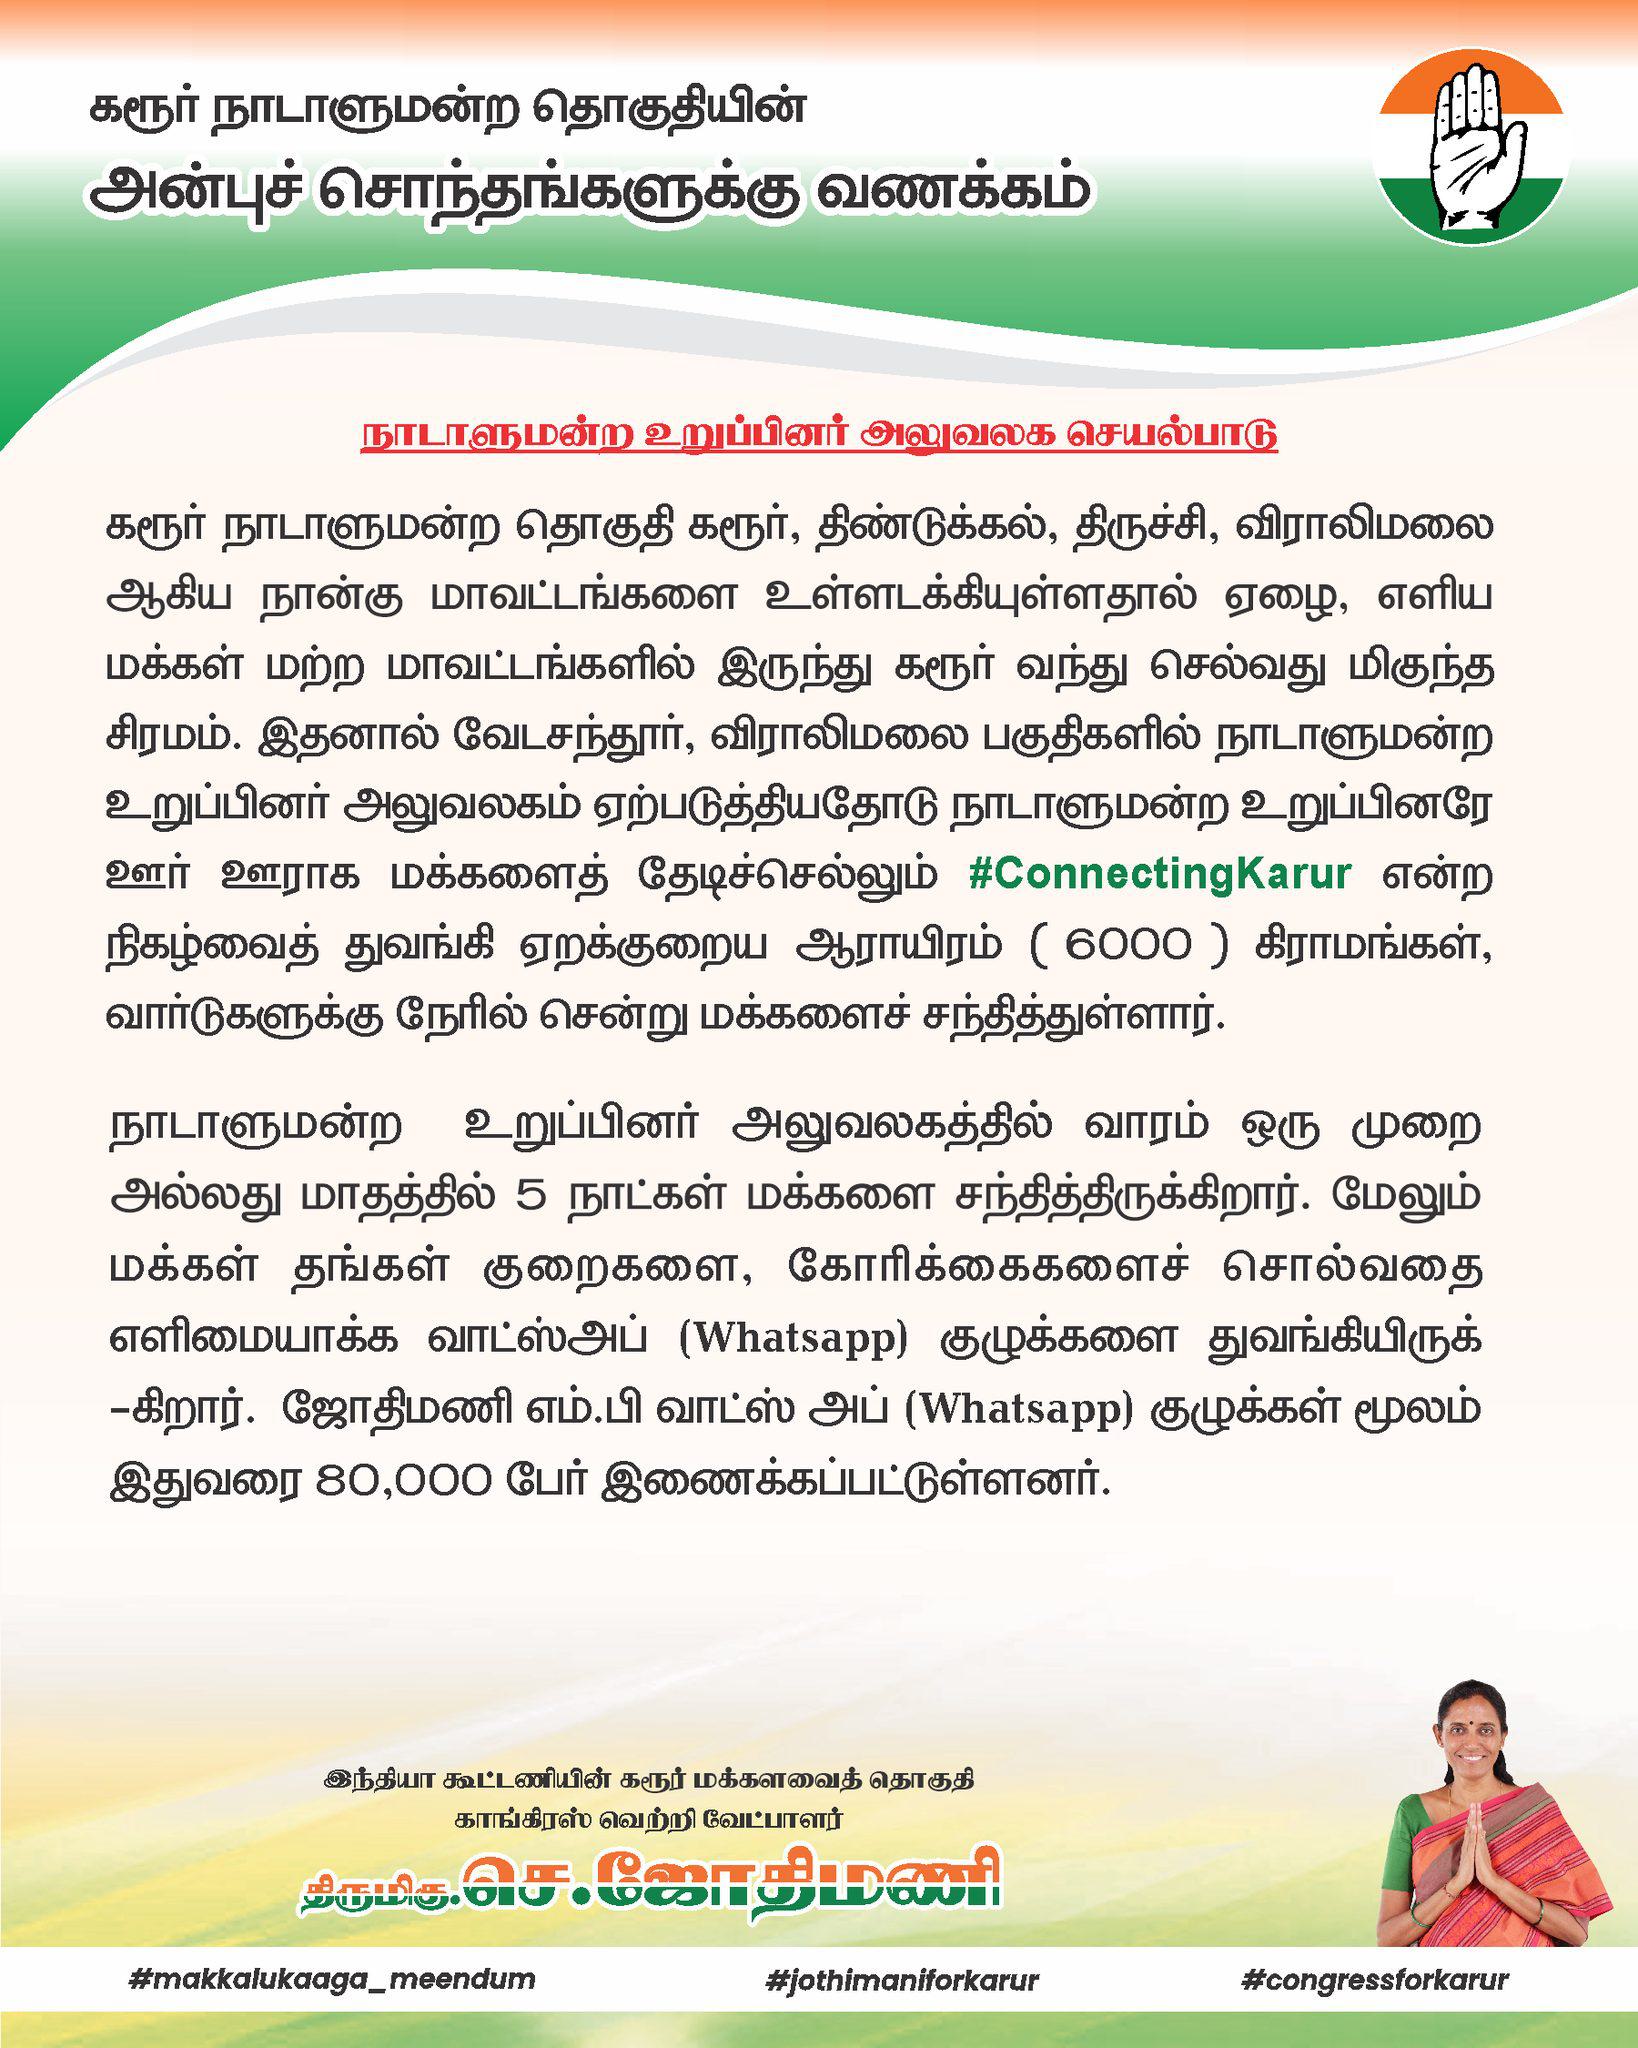 கரூர் நாடாளுமன்ற தொகுதியின்
அன்புச் சொந்தங்களுக்கு வணக்கம்
நாடாளுமன்ற உறுப்பினர் அலுவலக செயல்பாடு
கரூர் நாடாளுமன்ற தொகுதி கரூர், திண்டுக்கல், திருச்சி, விராலிமலை
ஆகிய நான்கு மாவட்டங்களை உள்ளடக்கியுள்ளதால் ஏழை, எளிய
மக்கள் மற்ற மாவட்டங்களில் இருந்து கரூர் வந்து செல்வது மிகுந்த
சிரமம். இதனால் வேடசந்தூர், விராலிமலை பகுதிகளில் நாடாளுமன்ற
உறுப்பினர் அலுவலகம் ஏற்படுத்தியதோடு நாடாளுமன்ற உறுப்பினரே
ஊர் ஊராக மக்களைத் தேடிச்செல்லும் #ConnectingKarur என்ற
நிகழ்வைத் துவங்கி ஏறக்குறைய ஆராயிரம் ( 6000 ) கிராமங்கள்,
வார்டுகளுக்கு நேரில் சென்று மக்களைச் சந்தித்துள்ளார்.
நாடாளுமன்ற உறுப்பினர் அலுவலகத்தில் வாரம் ஒரு முறை
அல்லது மாதத்தில் 5 நாட்கள் மக்களை சந்தித்திருக்கிறார். மேலும்
மக்கள் தங்கள் குறைகளை, கோரிக்கைகளைச் சொல்வதை
எளிமையாக்க வாட்ஸ்அப் (Whatsapp) குழுக்களை துவங்கியிருக்
-கிறார். ஜோதிமணி எம்.பி வாட்ஸ் அப் (Whatsapp) குழுக்கள் மூலம்
இதுவரை 80,000 பேர் இணைக்கப்பட்டுள்ளனர்.
இந்தியா கூட்டணியின் கரூர் மக்களவைத் தொகுதி
காங்கிரஸ் வெற்றி வேட்பாளர்
திருமிகு.செ.ஜோதிமணி
#makkalukaaga_meendum #jothimaniforkarur #congressforkarur